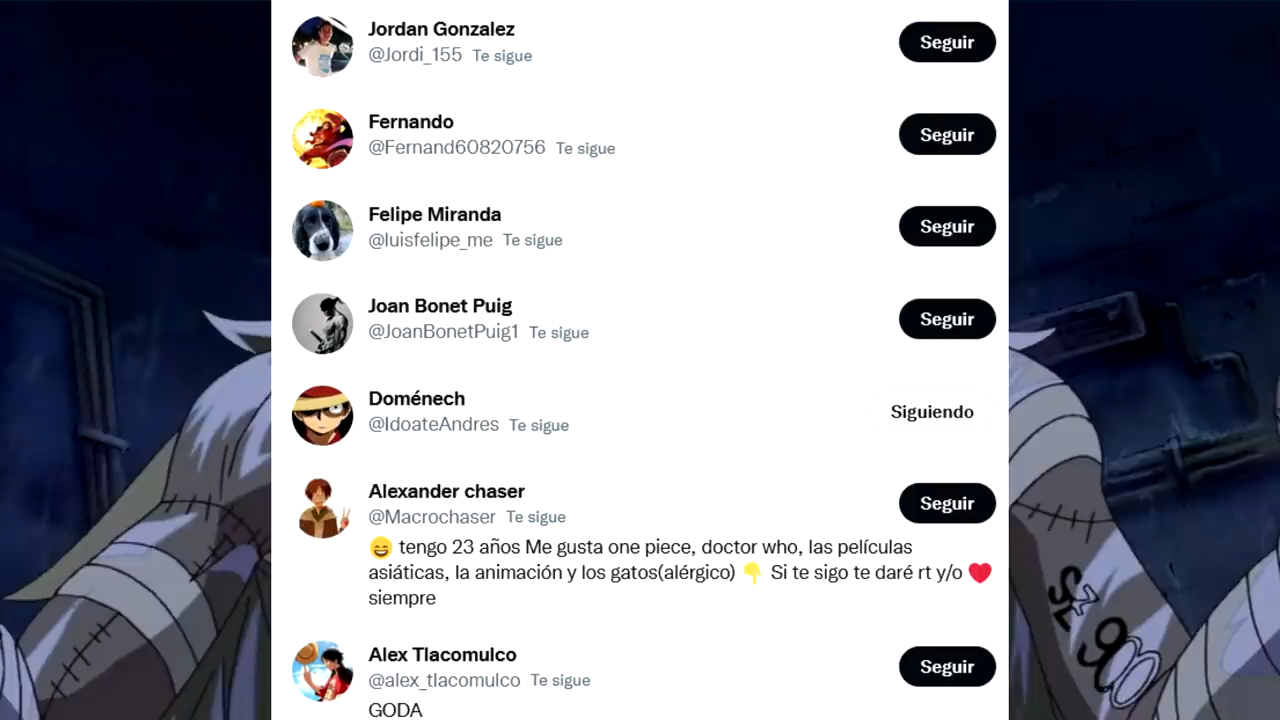 Jordan Gonzalez
@Jordi_155 Te sigue
Seguir
Fernando
@Fernand60820756 Te sigue
Seguir
Felipe Miranda
@luisfelipe_me Te sigue
Seguir
Joan Bonet Puig
@JoanBonetPuig1 Te sigue
Seguir
Doménech
@IdoateAndres Te sigue
Siguiendo
Alexander chaser
@Macrochaser Te sigue
Seguir
😄 tengo 23 años Me gusta one piece, doctor who, las películas
asiáticas, la animación y los gatos(alérgico) 👇 Si te sigo te daré rt y/o ❤️
siempre
Alex Tlacomulco
@alex_tlacomulco Te sigue
Seguir
GODA